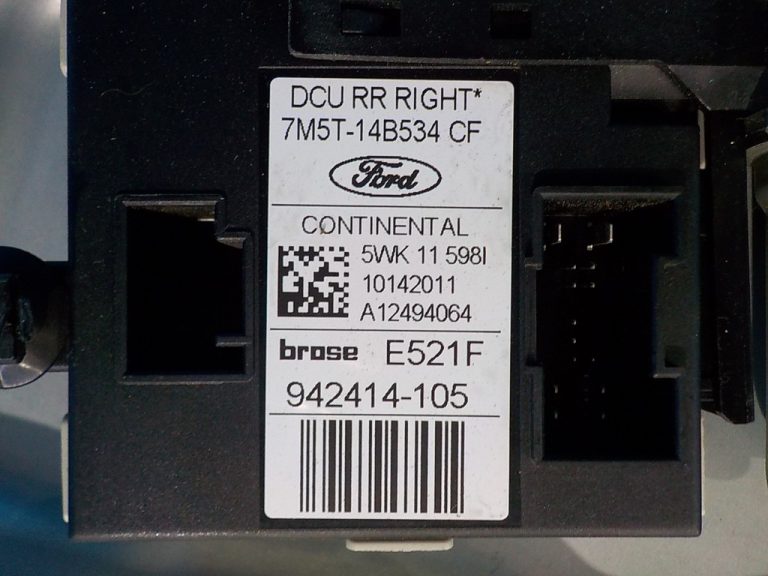 DCU RR RIGHT*
7M5T-14B534 CF
Ford
CONTINENTAL
5WK 11 598I
10142011
A12494064
brose E521F
942414-105